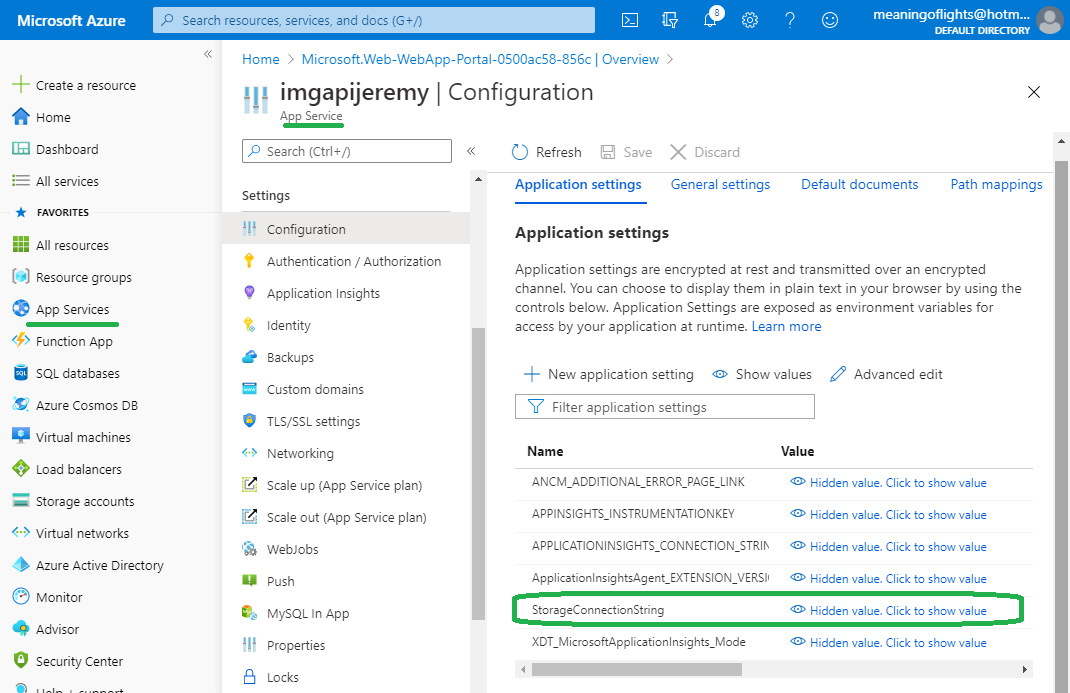 Microsoft Azure
Search resources, services, and docs (G+/)
8
meaningoflights@hotm...
DEFAULT DIRECTORY
«
Create a resource
Home
Dashboard
All services
FAVORITES
All resources
Resource groups
App Services
Function App
SQL databases
Azure Cosmos DB
Virtual machines
Load balancers
Storage accounts
Virtual networks
Azure Active Directory
Monitor
Advisor
Security Center
Help + support
Home > Microsoft.Web-WebApp-Portal-0500ac58-856c | Overview >
imgapijeremy | Configuration
App Service
Search (Ctrl+/)
«
Settings
Configuration
Authentication / Authorization
Application Insights
Identity
Backups
Custom domains
TLS/SSL settings
Networking
Scale up (App Service plan)
Scale out (App Service plan)
WebJobs
Push
MySQL In App
Properties
Locks
Refresh Save Discard
Application settings General settings Default documents Path mappings
Application settings
Application settings are encrypted at rest and transmitted over an encrypted
channel. You can choose to display them in plain text in your browser by using the
controls below. Application Settings are exposed as environment variables for
access by your application at runtime. Learn more
New application setting Show values Advanced edit
Filter application settings
Name Value
ANCM_ADDITIONAL_ERROR_PAGE_LINK Hidden value. Click to show value
APPINSIGHTS_INSTRUMENTATIONKEY Hidden value. Click to show value
APPLICATIONINSIGHTS_CONNECTION_STRIN Hidden value. Click to show value
ApplicationInsightsAgent_EXTENSION_VERSI Hidden value. Click to show value
StorageConnectionString Hidden value. Click to show value
XDT_MicrosoftApplicationInsights_Mode Hidden value. Click to show value